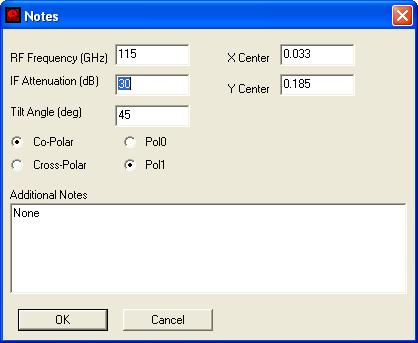 Notes
RF Frequency (GHz) 115 X Center 0.033
IF Attenuation (dB) 30 Y Center 0.185
Tilt Angle (deg) 45
Co-Polar Pol0
Cross-Polar Pol1
Additional Notes
None
OK Cancel